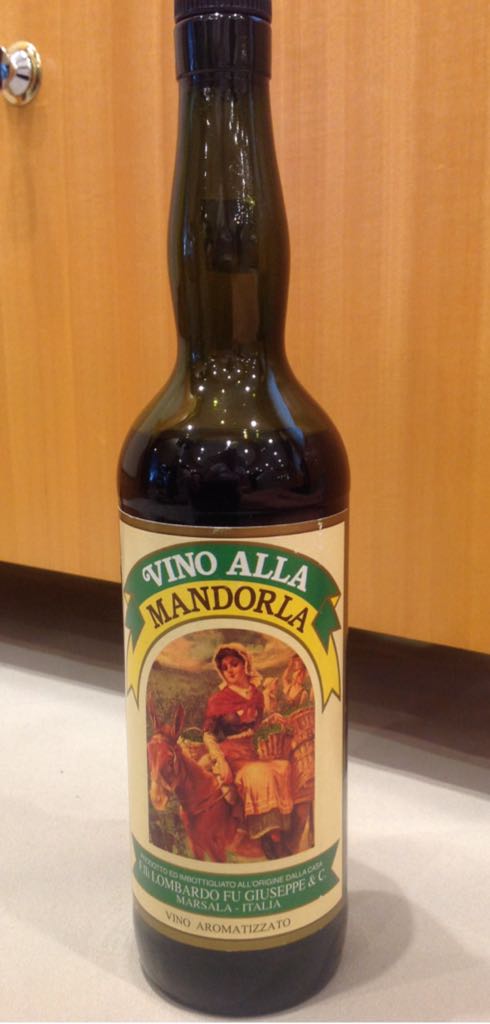 VINO ALLA
MANDORLA
PRODOTTO ED IMBOTTIGLIATO ALL'ORIGINE DALLA CASA
F.lli LOMBARDO FU GIUSEPPE & C.
MARSALA - ITALIA
VINO AROMATIZZATO